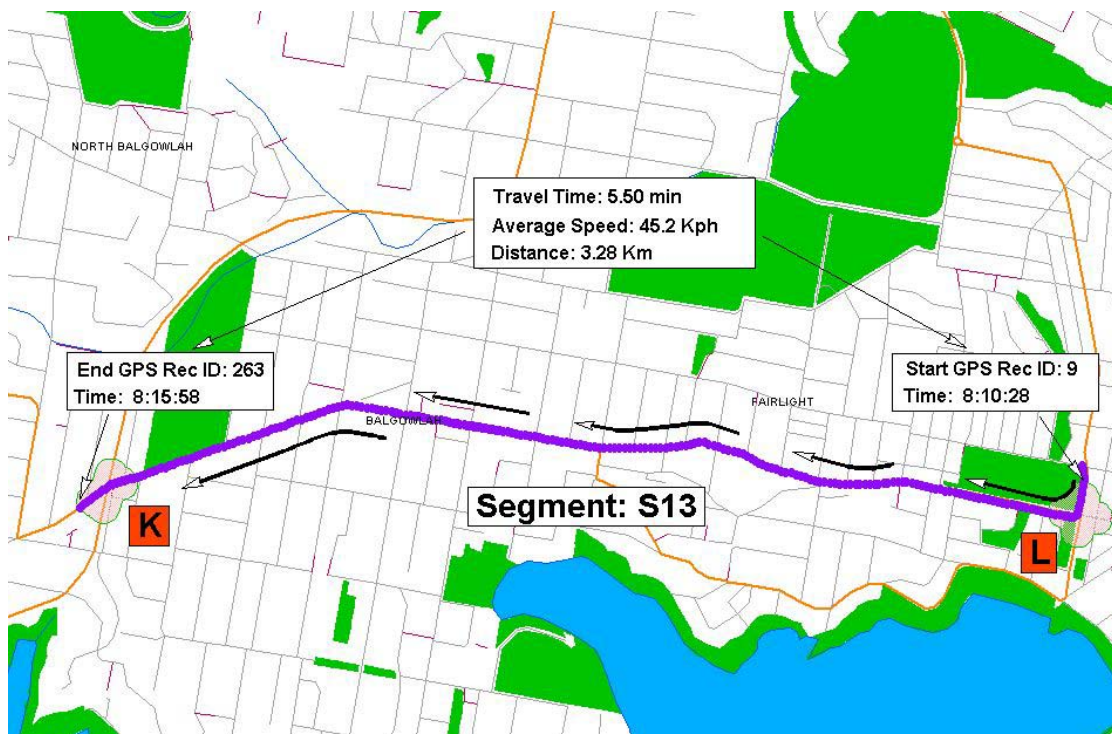 NORTH BALGOWLAH
Travel Time: 5.50 min
Average Speed: 45.2 Kph
Distance: 3.28 Km
End GPS Rec ID: 263
Time: 8:15:58
Start GPS Rec ID: 9
Time: 8:10:28
FAIRLIGHT
BALGOWLAH
Segment: S13
K
L